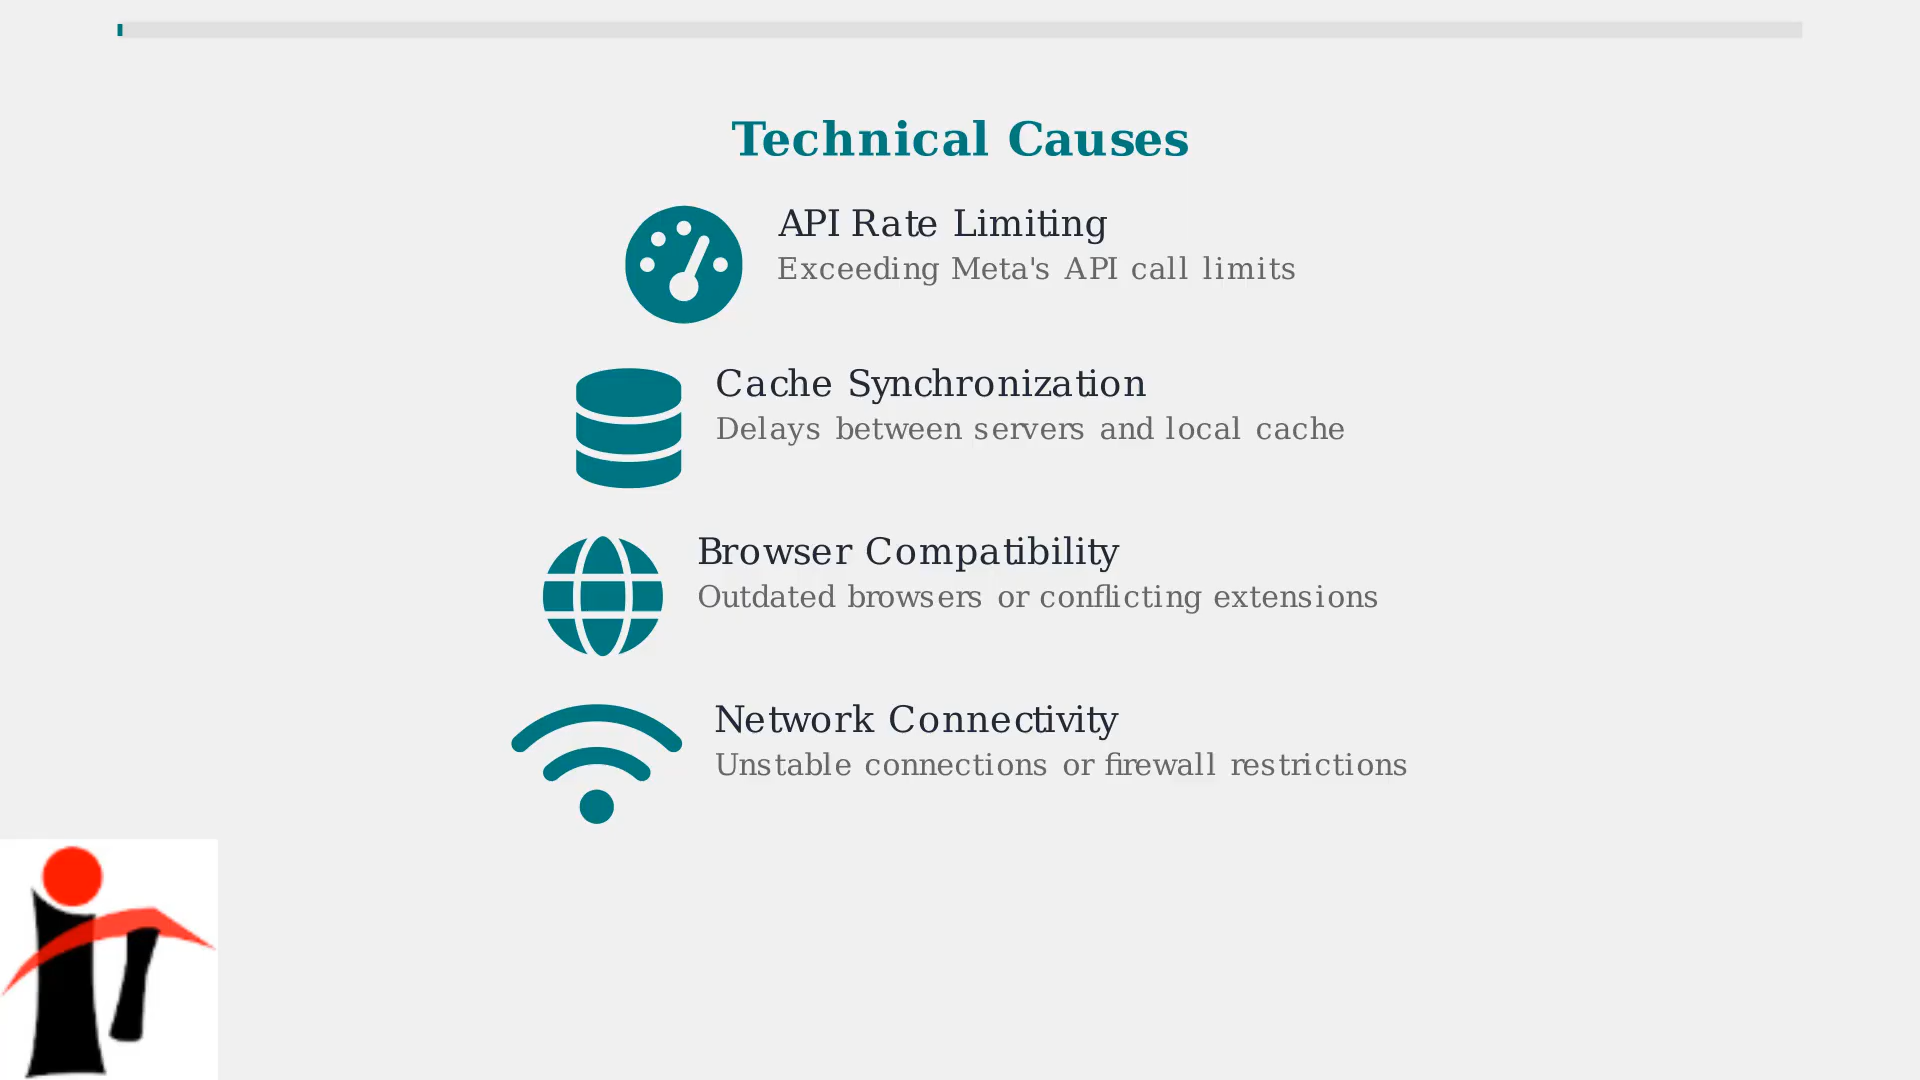 Technical Causes
API Rate Limiting
Exceeding Meta's API call limits
Cache Synchronization
Delays between servers and local cache
Browser Compatibility
Outdated browsers or conflicting extensions
Network Connectivity
Unstable connections or firewall restrictions